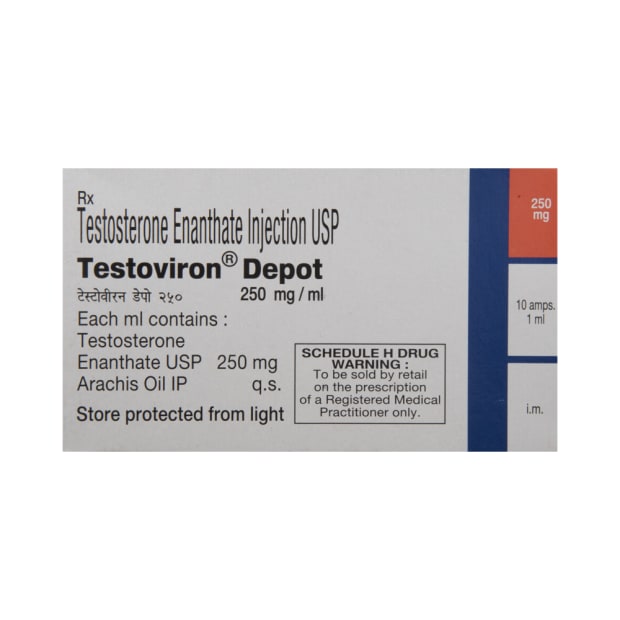 Rx
Testosterone Enanthate Injection USP
Testoviron® Depot
टेस्टोवीरन डेपो २५० 250 mg / ml
Each ml contains :
Testosterone
Enanthate USP 250 mg
Arachis Oil IP q.s.
Store protected from light
SCHEDULE H DRUG
WARNING :
To be sold by retail
on the prescription
of a Registered Medical
Practitioner only.
250
mg
10 amps.
1 ml
i.m.